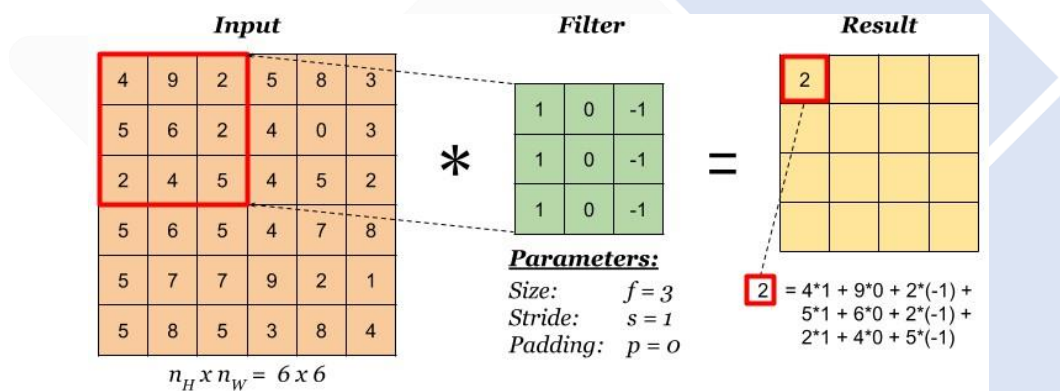 Input Filter Result
4 9 2 5 8 3
5 6 2 4 0 3
2 4 5 4 5 2
5 6 5 4 7 8
5 7 7 9 2 1
5 8 5 3 8 4
n_H x n_W = 6 x 6
*
1 0 -1
1 0 -1
1 0 -1
Parameters:
Size: f = 3
Stride: s = 1
Padding: p = 0
=
2
2 = 4*1 + 9*0 + 2*(-1) +
5*1 + 6*0 + 2*(-1) +
2*1 + 4*0 + 5*(-1)